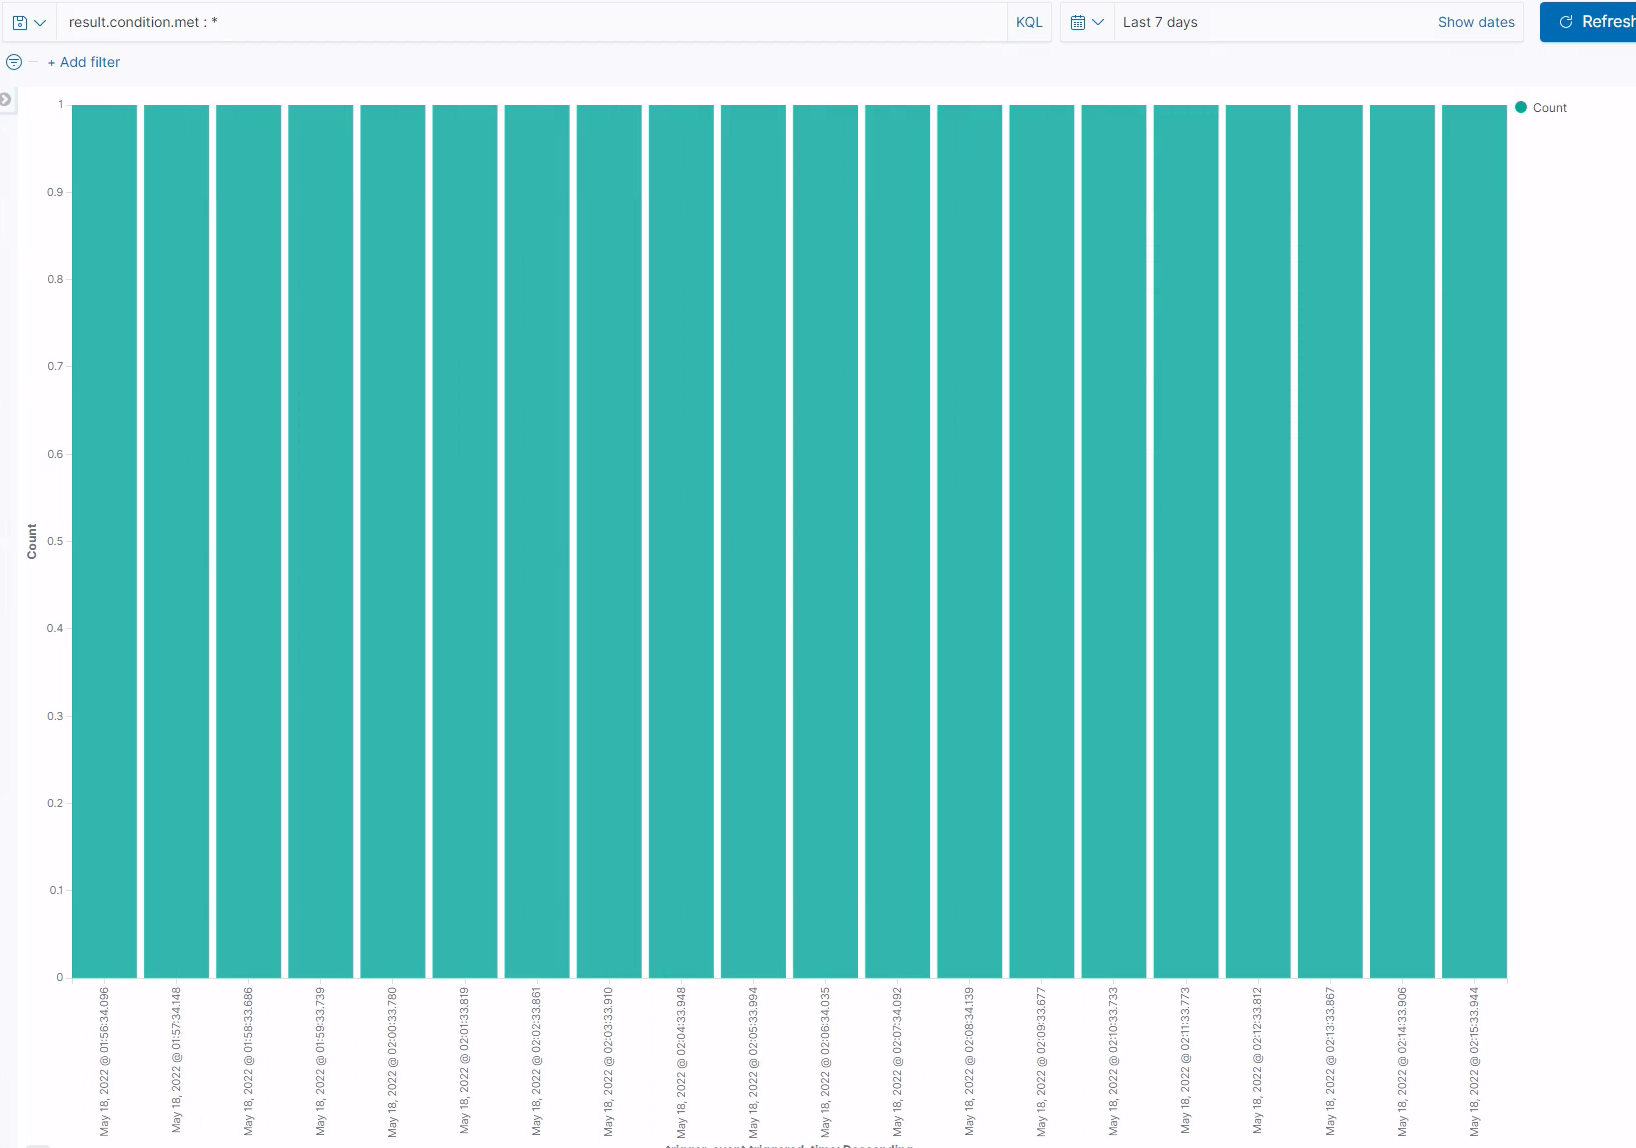 result.condition.met : *
KQL
Last 7 days
Show dates
Refresh
+ Add filter
Count
1
0.9
0.8
0.7
0.6
0.5
0.4
0.3
0.2
0.1
0
Count
May 18, 2022 @ 01:56:34.096
May 18, 2022 @ 01:57:34.148
May 18, 2022 @ 01:58:33.686
May 18, 2022 @ 01:59:33.739
May 18, 2022 @ 02:00:33.780
May 18, 2022 @ 02:01:33.819
May 18, 2022 @ 02:02:33.861
May 18, 2022 @ 02:03:33.910
May 18, 2022 @ 02:04:33.948
May 18, 2022 @ 02:05:33.994
May 18, 2022 @ 02:06:34.035
May 18, 2022 @ 02:07:34.092
May 18, 2022 @ 02:08:34.139
May 18, 2022 @ 02:09:33.677
May 18, 2022 @ 02:10:33.733
May 18, 2022 @ 02:11:33.773
May 18, 2022 @ 02:12:33.812
May 18, 2022 @ 02:13:33.867
May 18, 2022 @ 02:14:33.906
May 18, 2022 @ 02:15:33.944